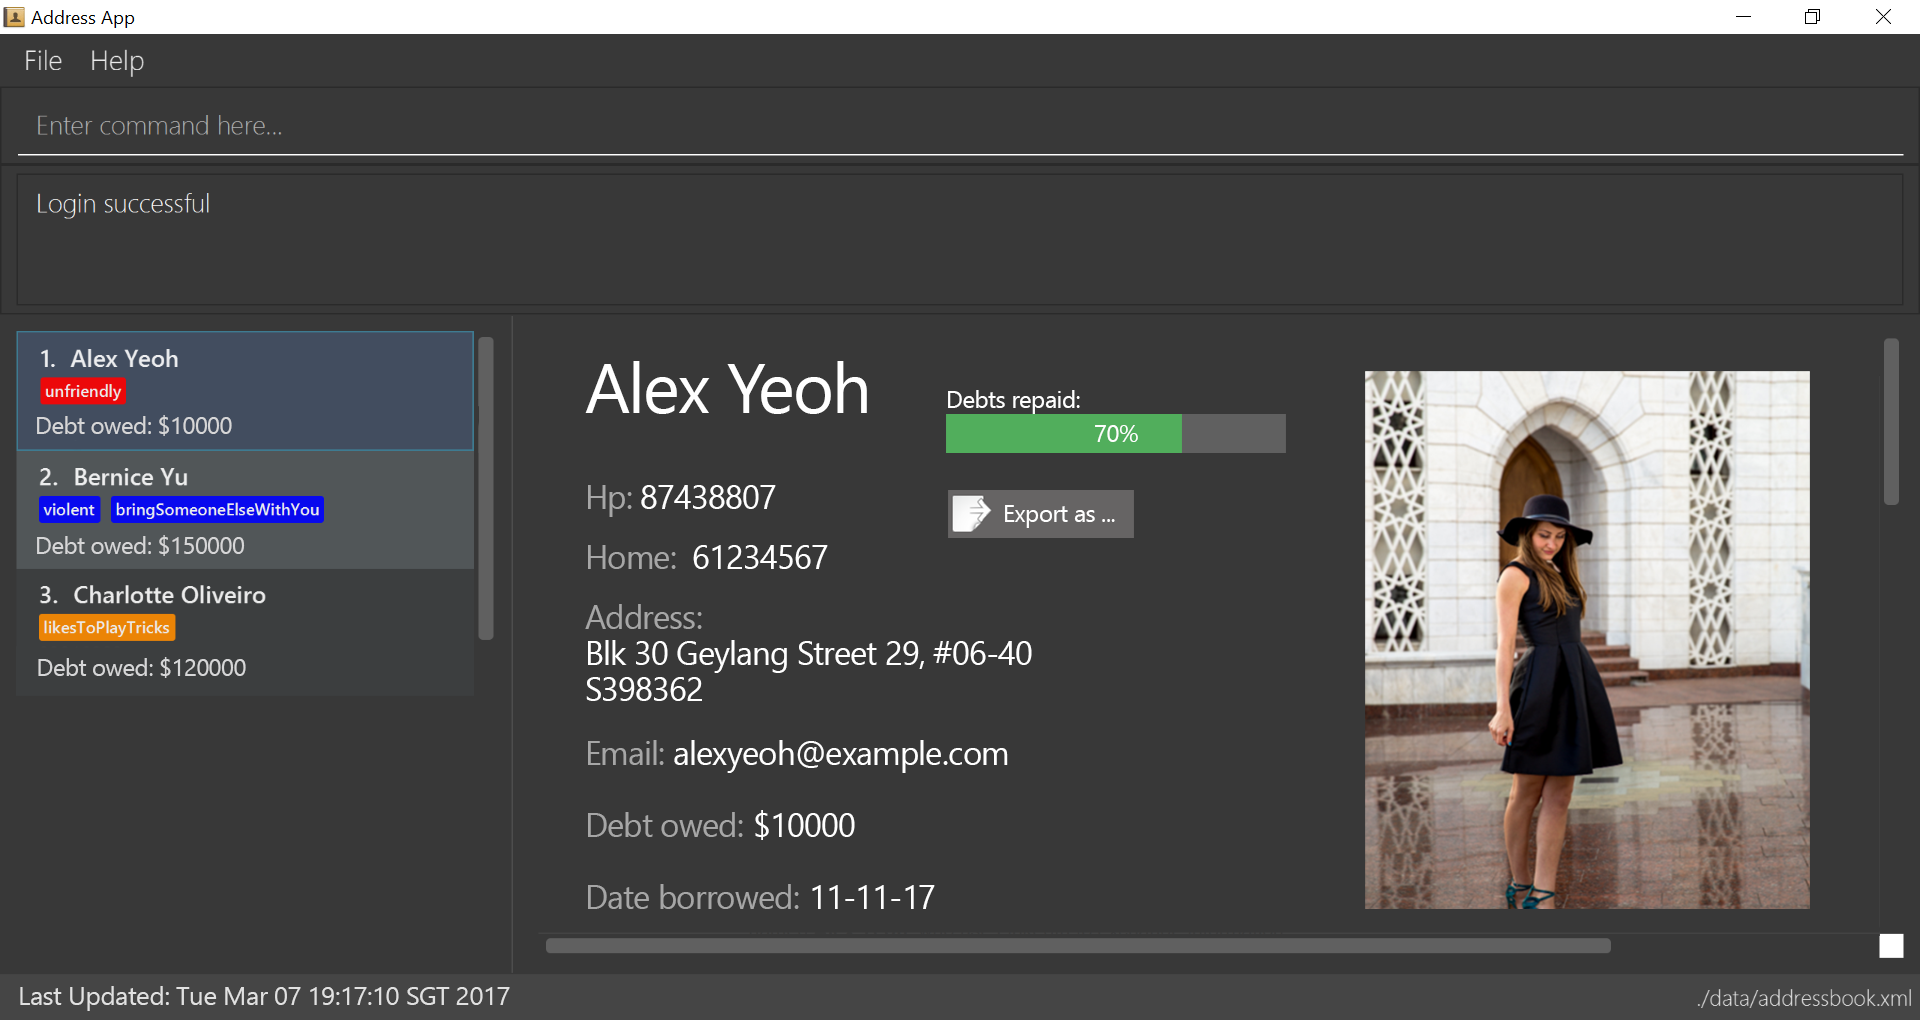 Address App
File Help
Enter command here...
Login successful
1. Alex Yeoh
unfriendly
Debt owed: $10000
2. Bernice Yu
violent bringSomeoneElseWithYou
Debt owed: $150000
3. Charlotte Oliveiro
likesToPlayTricks
Debt owed: $120000
Alex Yeoh
Debts repaid:
70%
Hp: 87438807
Export as ...
Home: 61234567
Address:
Blk 30 Geylang Street 29, #06-40
S398362
Email: alexyeoh@example.com
Debt owed: $10000
Date borrowed: 11-11-17
Last Updated: Tue Mar 07 19:17:10 SGT 2017
./data/addressbook.xml